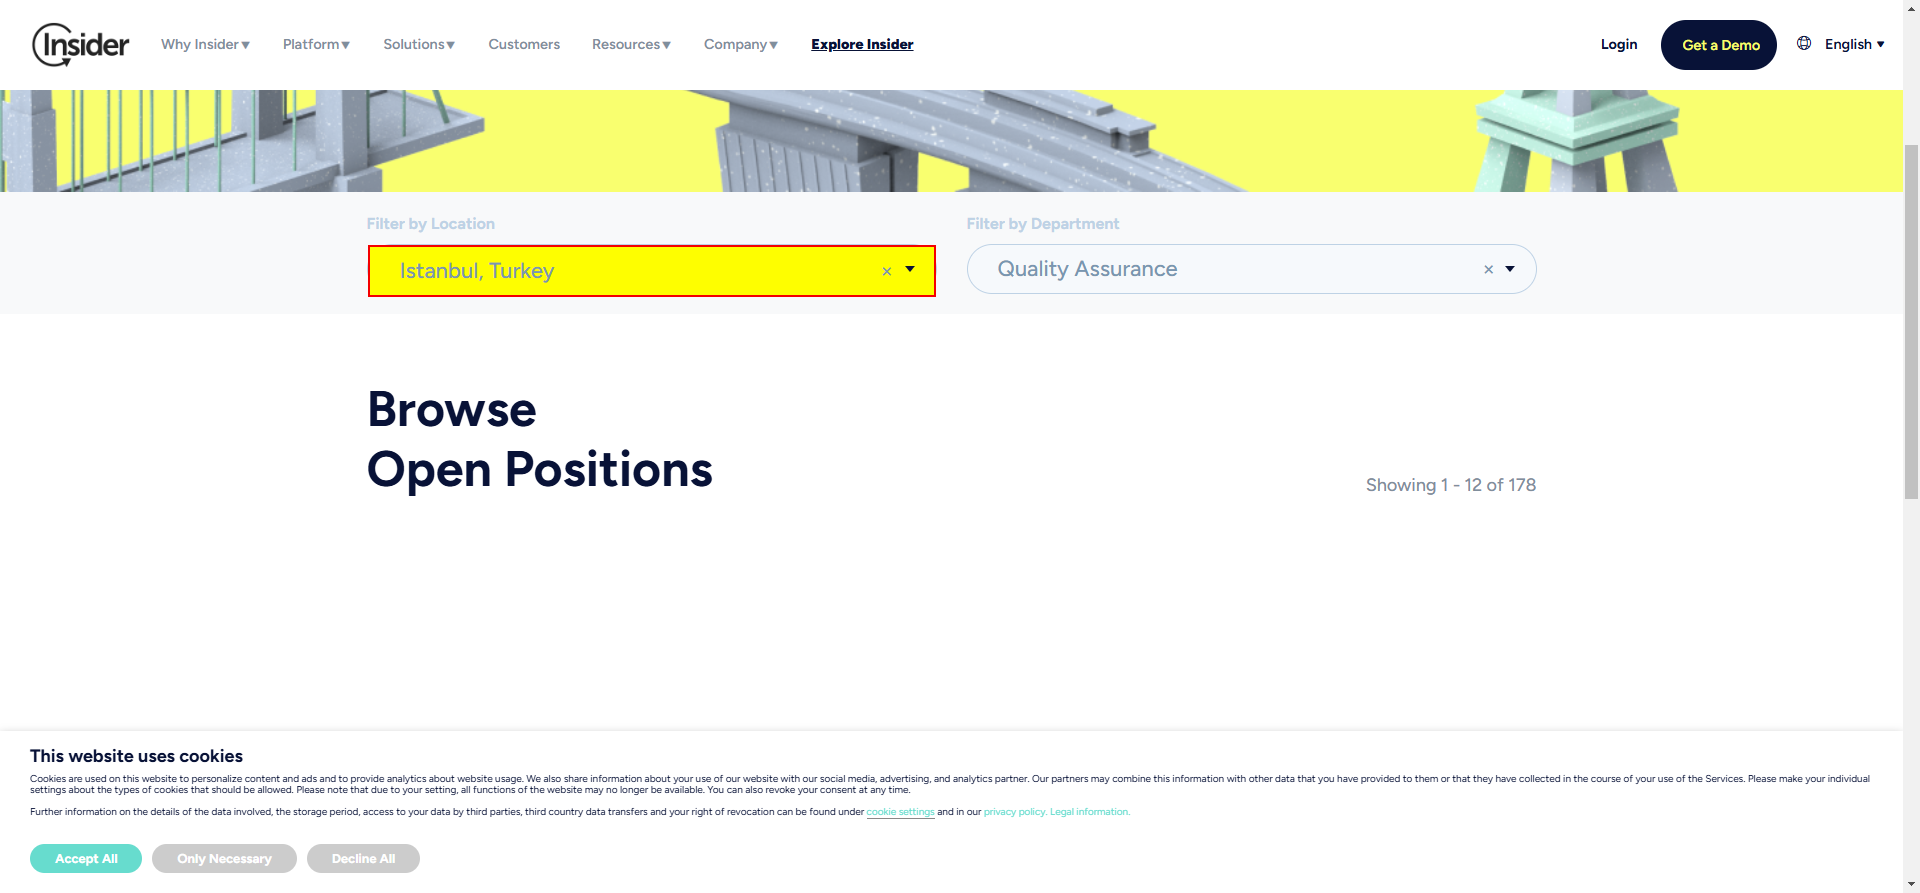 Insider
Why Insider▼ Platform▼ Solutions▼ Customers Resources▼ Company▼ Explore Insider Login Get a Demo English ▼
Filter by Location Filter by Department
Istanbul, Turkey × Quality Assurance ×
Browse
Open Positions
Showing 1 - 12 of 178
This website uses cookies
Cookies are used on this website to personalize content and ads and to provide analytics about website usage. We also share information about your use of our website with our social media, advertising, and analytics partner. Our partners may combine this information with other data that you have provided to them or that they have collected in the course of your use of the Services. Please make your individual
settings about the types of cookies that should be allowed. Please note that due to your setting, all functions of the website may no longer be available. You can also revoke your consent at any time.
Further information on the details of the data involved, the storage period, access to your data by third parties, third country data transfers and your right of revocation can be found under cookie settings and in our privacy policy. Legal information.
Accept All Only Necessary Decline All